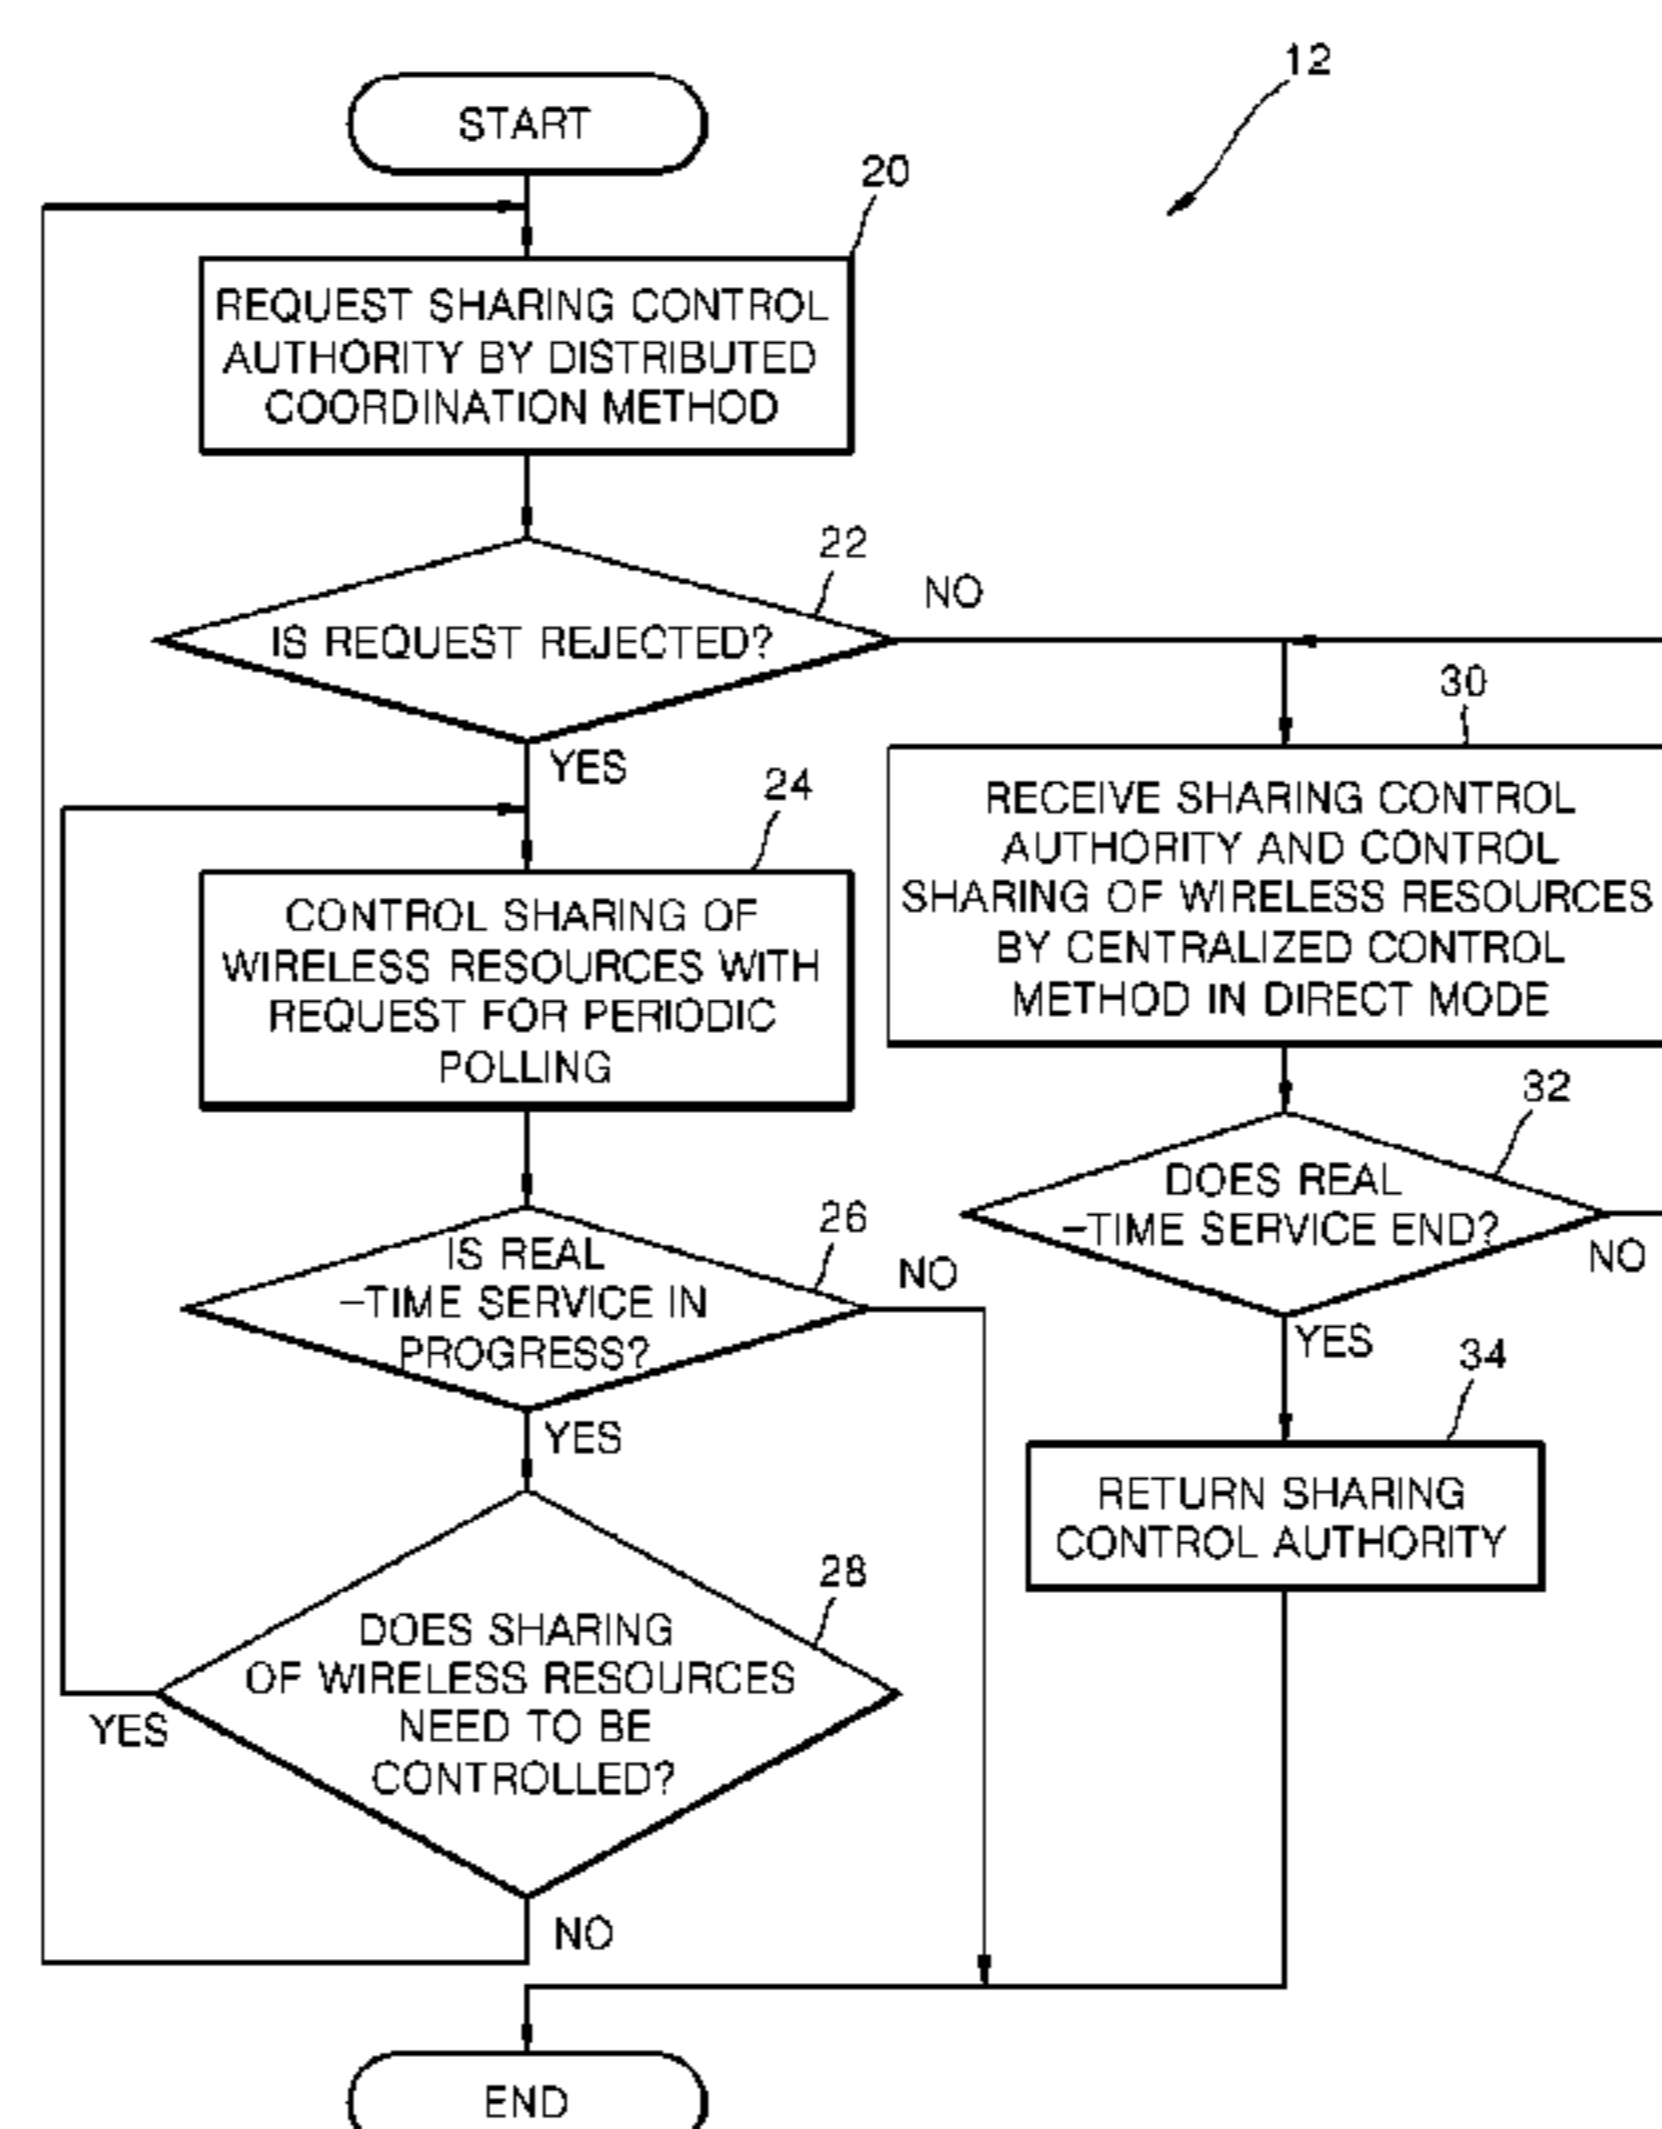 12
START
20
REQUEST SHARING CONTROL
AUTHORITY BY DISTRIBUTED
COORDINATION METHOD
22
NO
IS REQUEST REJECTED?
YES
24
CONTROL SHARING OF
WIRELESS RESOURCES WITH
REQUEST FOR PERIODIC
POLLING
26
NO
IS REAL
-TIME SERVICE IN
PROGRESS?
YES
28
DOES SHARING
OF WIRELESS RESOURCES
NEED TO BE
CONTROLLED?
YES
NO
30
RECEIVE SHARING CONTROL
AUTHORITY AND CONTROL
SHARING OF WIRELESS RESOURCES
BY CENTRALIZED CONTROL
METHOD IN DIRECT MODE
32
DOES REAL
-TIME SERVICE END?
NO
YES
34
RETURN SHARING
CONTROL AUTHORITY
END